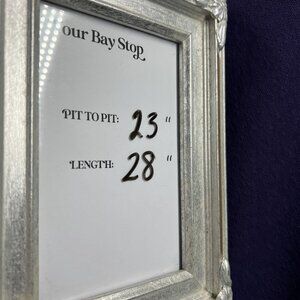 our Bay Stop
PIT TO PIT: 23 "
LENGTH: 28 "